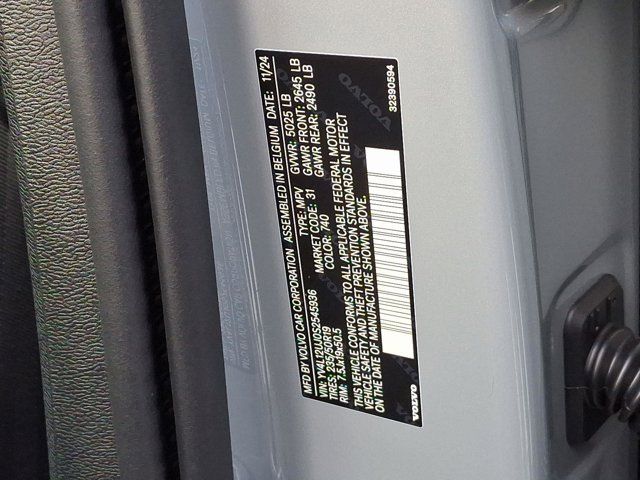 MFD BY VOLVO CAR CORPORATION ASSEMBLED IN BELGIUM DATE: 11/24
VIN: YV4L12UJ0S2545936 TYPE: MPV GVWR: 5025 LB
TIRES: 235/50R19 MARKET CODE: 31 GAWR FRONT: 2645 LB
RIM: 7.5Jx19x50.5 COLOR: 740 GAWR REAR: 2490 LB
THIS VEHICLE CONFORMS TO ALL APPLICABLE FEDERAL MOTOR
VEHICLE SAFETY AND THEFT PREVENTION STANDARDS IN EFFECT
ON THE DATE OF MANUFACTURE SHOWN ABOVE.
VOLVO 32390594